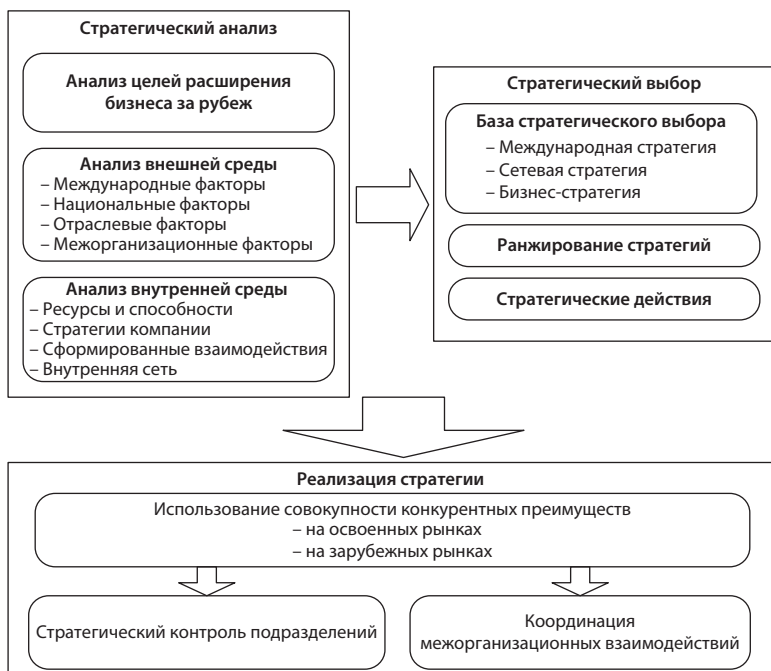 Стратегический анализ
Анализ целей расширения
бизнеса за рубеж
Анализ внешней среды
– Международные факторы
– Национальные факторы
– Отраслевые факторы
– Межорганизационные факторы
Анализ внутренней среды
– Ресурсы и способности
– Стратегии компании
– Сформированные взаимодействия
– Внутренняя сеть
Стратегический выбор
База стратегического выбора
– Международная стратегия
– Сетевая стратегия
– Бизнес-стратегия
Ранжирование стратегий
Стратегические действия
Реализация стратегии
Использование совокупности конкурентных преимуществ
– на освоенных рынках
– на зарубежных рынках
Стратегический контроль подразделений
Координация
межорганизационных взаимодействий